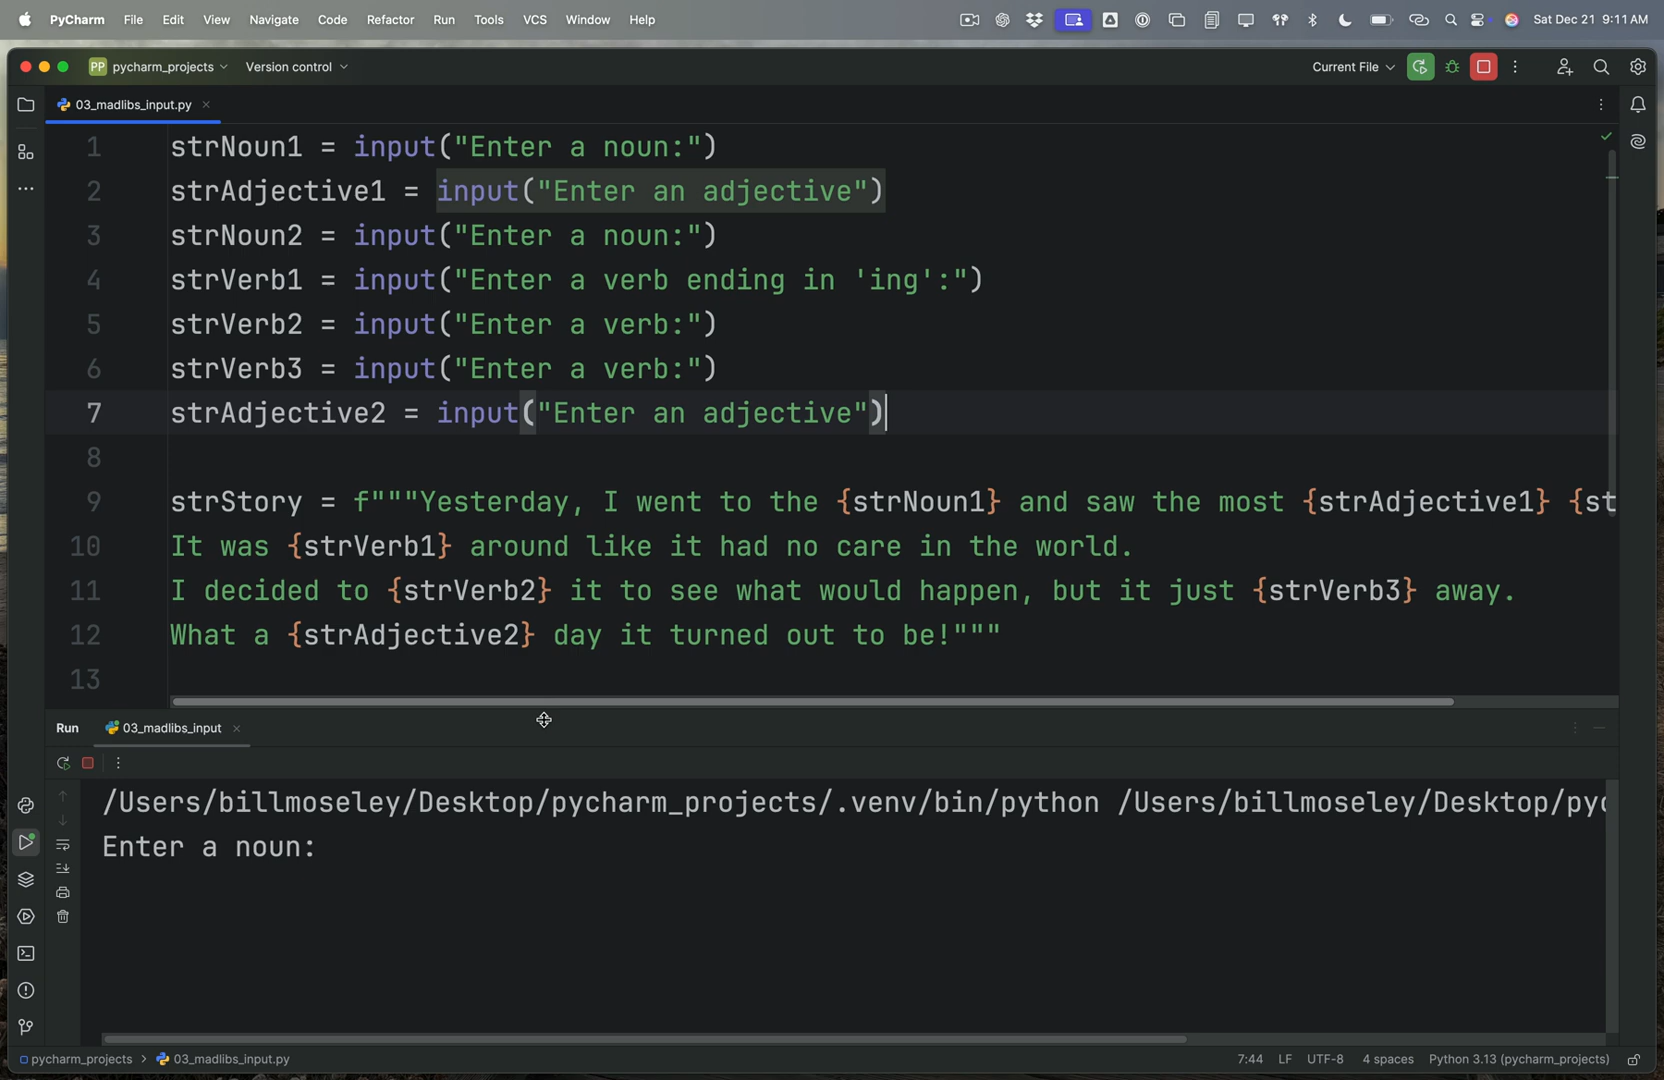 PyCharm File Edit View Navigate Code Refactor Run Tools VCS Window Help Sat Dec 21 9:11 AM
PP pycharm_projects Version control Current File
03_madlibs_input.py
1 strNoun1 = input("Enter a noun:")
2 strAdjective1 = input("Enter an adjective")
3 strNoun2 = input("Enter a noun:")
4 strVerb1 = input("Enter a verb ending in 'ing':")
5 strVerb2 = input("Enter a verb:")
6 strVerb3 = input("Enter a verb:")
7 strAdjective2 = input("Enter an adjective")
8
9 strStory = f"""Yesterday, I went to the {strNoun1} and saw the most {strAdjective1} {st
10 It was {strVerb1} around like it had no care in the world.
11 I decided to {strVerb2} it to see what would happen, but it just {strVerb3} away.
12 What a {strAdjective2} day it turned out to be!"""
13
Run 03_madlibs_input
/Users/billmoseley/Desktop/pycharm_projects/.venv/bin/python /Users/billmoseley/Desktop/pyc
Enter a noun:
pycharm_projects > 03_madlibs_input.py 7:44 LF UTF-8 4 spaces Python 3.13 (pycharm_projects)